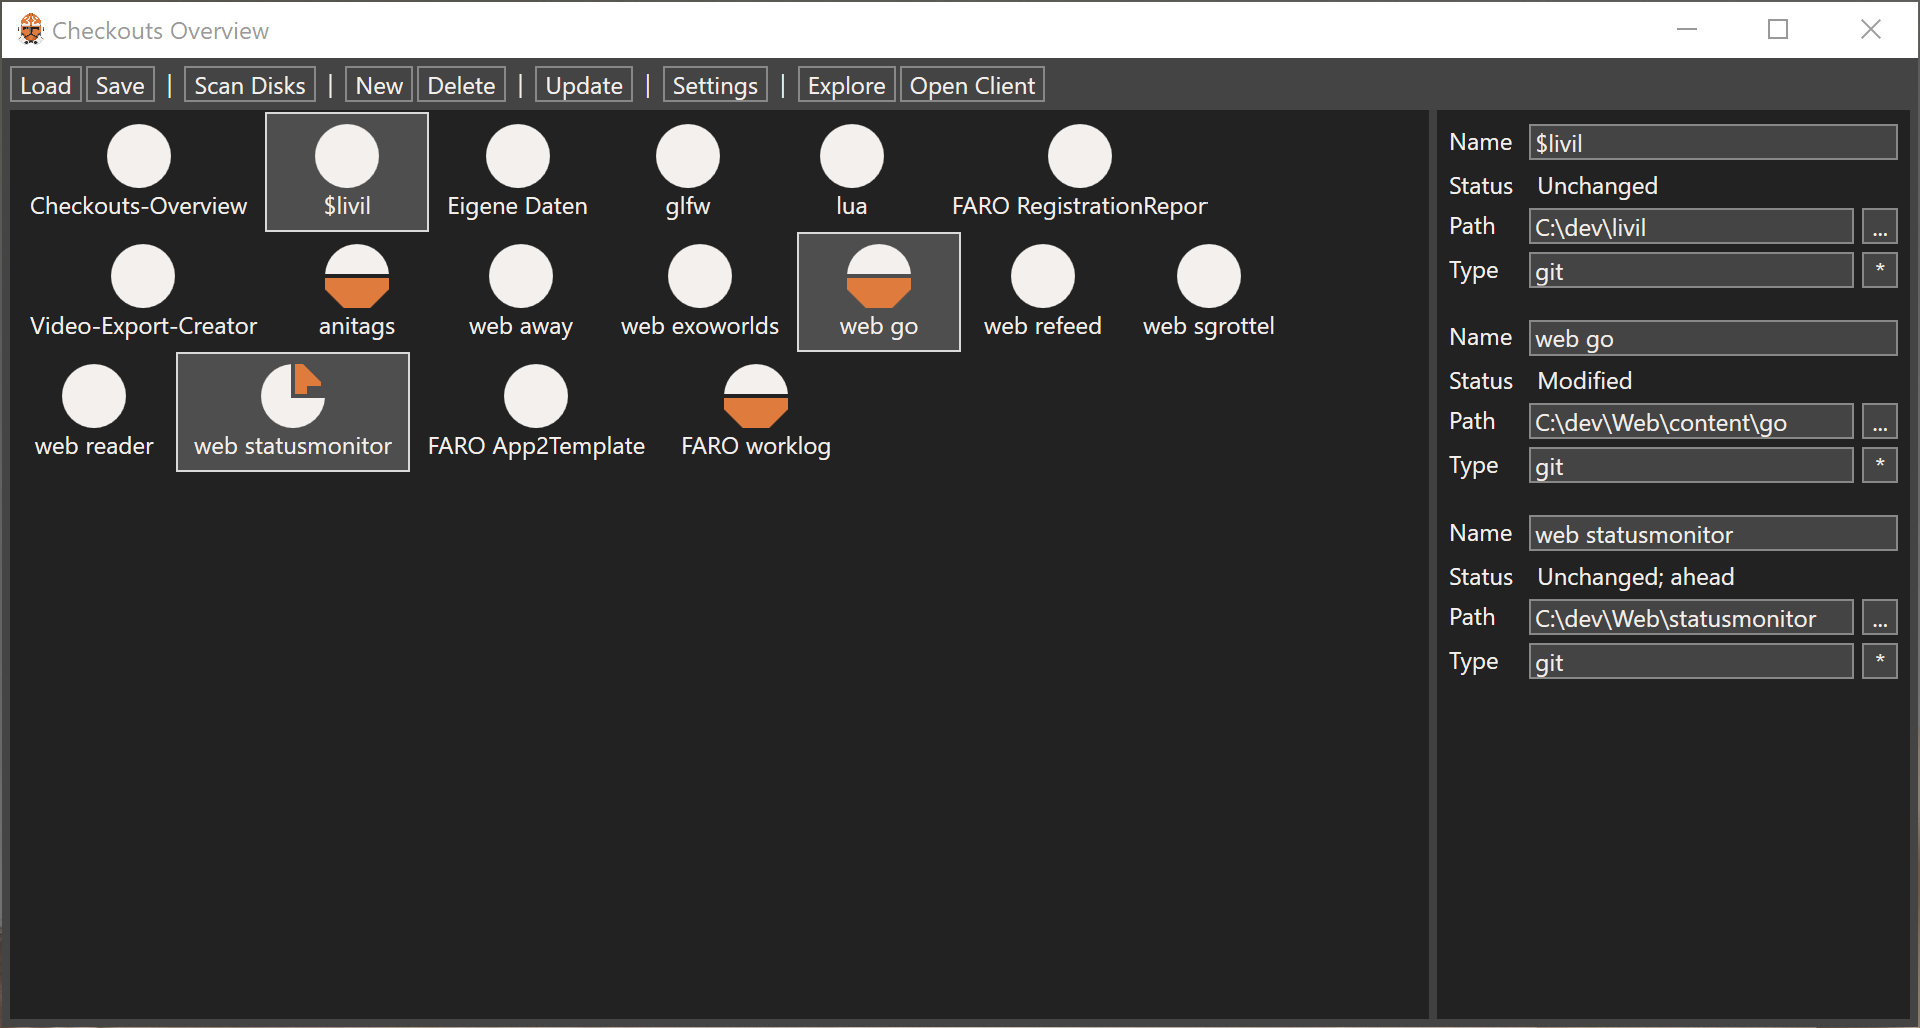 Checkouts Overview
Load Save | Scan Disks | New Delete | Update | Settings | Explore Open Client
Checkouts-Overview $livil Eigene Daten glfw lua FARO RegistrationRepor
Video-Export-Creator anitags web away web exoworlds web go web refeed web sgrottel
web reader web statusmonitor FARO App2Template FARO worklog
Name $livil
Status Unchanged
Path C:\dev\livil ...
Type git *
Name web go
Status Modified
Path C:\dev\Web\content\go ...
Type git *
Name web statusmonitor
Status Unchanged; ahead
Path C:\dev\Web\statusmonitor ...
Type git *